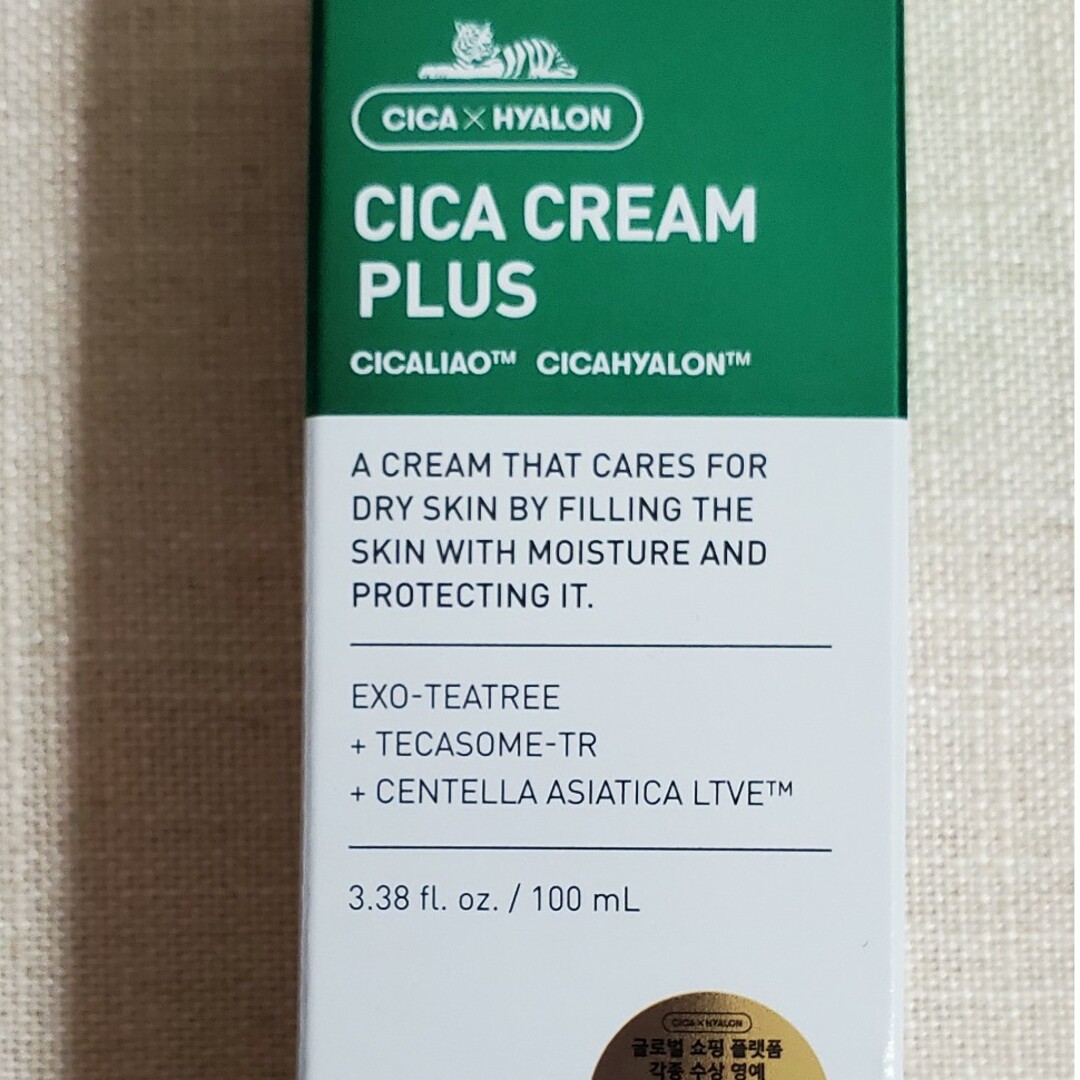 CICA×HYALON
CICA CREAM
PLUS
CICALIAO™ CICAHYALON™
A CREAM THAT CARES FOR
DRY SKIN BY FILLING THE
SKIN WITH MOISTURE AND
PROTECTING IT.
EXO-TEATREE
+ TECASOME-TR
+ CENTELLA ASIATICA LTVE™
3.38 fl. oz. / 100 mL
CICA×HYALON
글로벌 쇼핑 플랫폼
각종 수상 영예